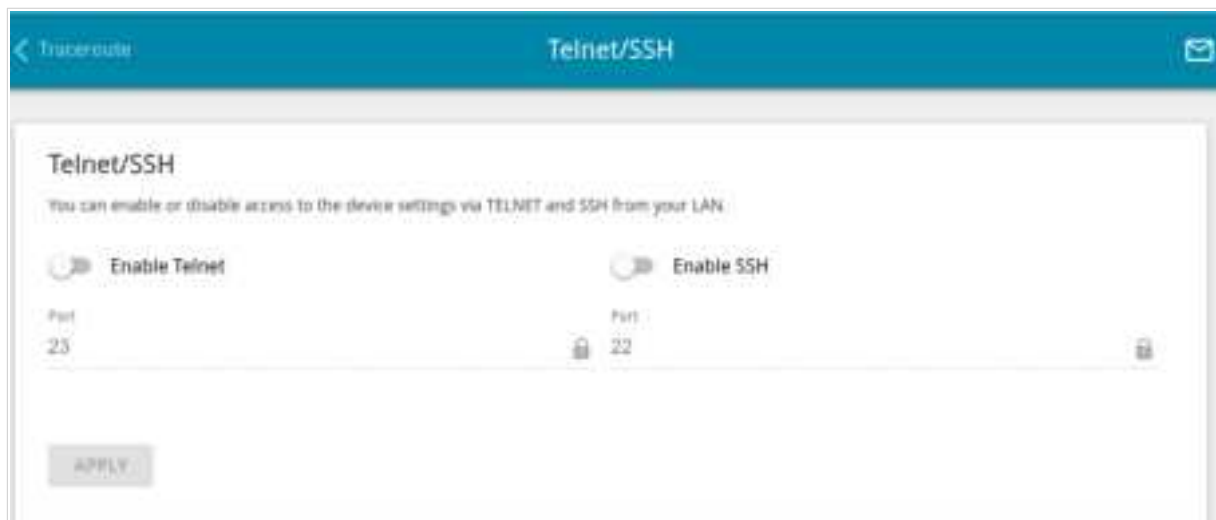 Traceroute
Telnet/SSH
Telnet/SSH
You can enable or disable access to the device settings via TELNET and SSH from your LAN
Enable Telnet
Enable SSH
Port
Port
23
22
APPLY